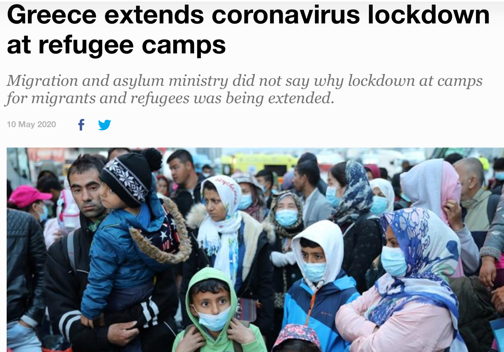 Greece extends coronavirus lockdown
at refugee camps
Migration and asylum ministry did not say why lockdown at camps
for migrants and refugees was being extended.
10 May 2020